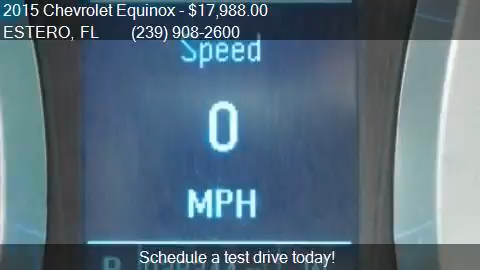 2015 Chevrolet Equinox - $17,988.00
ESTERO, FL (239) 908-2600
Speed
0
MPH
Schedule a test drive today!